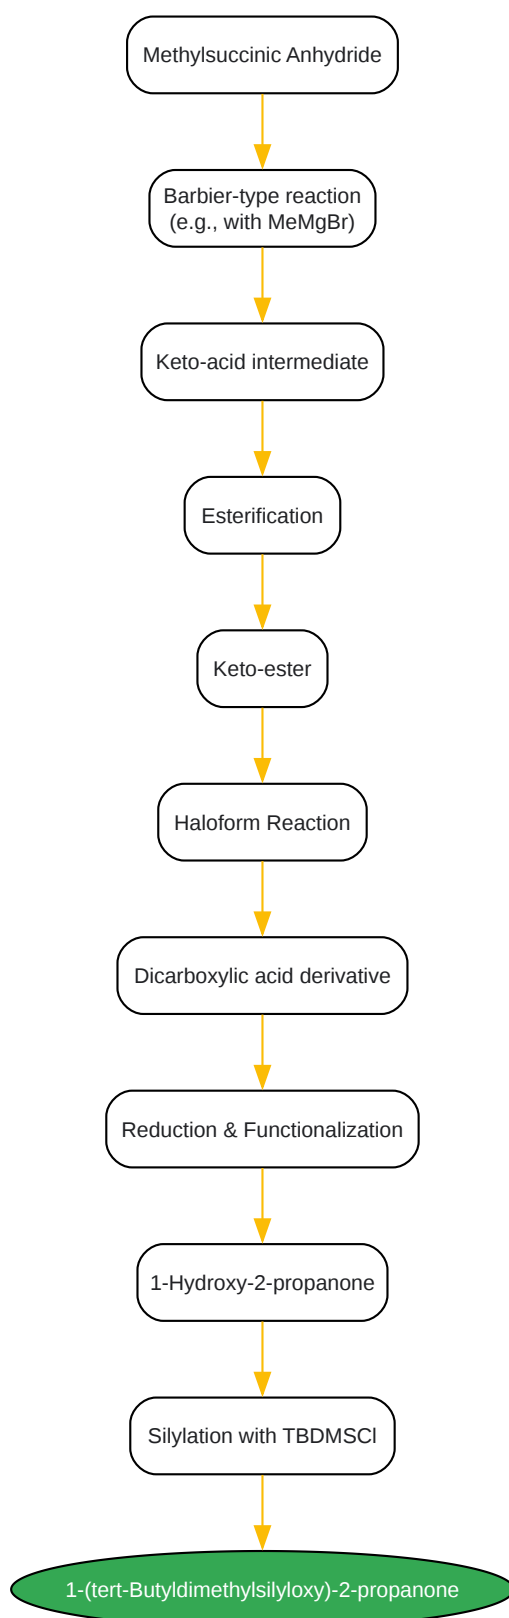 Methylsuccinic Anhydride
Barbier-type reaction
(e.g., with MeMgBr)
Keto-acid intermediate
Esterification
Keto-ester
Haloform Reaction
Dicarboxylic acid derivative
Reduction & Functionalization
1-Hydroxy-2-propanone
Silylation with TBDMSCl
1-(tert-Butyldimethylsilyloxy)-2-propanone